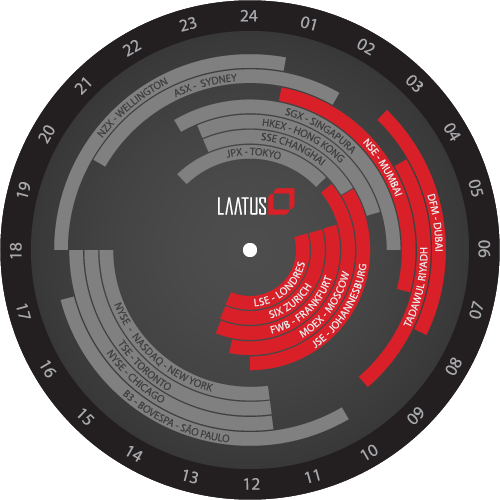 24
01
02
03
04
05
06
07
08
09
10
11
12
13
14
15
16
17
18
19
20
21
22
23
NZX - WELLINGTON
ASX - SYDNEY
SGX - SINGAPURA
HKEX - HONG KONG
SSE CHANGHAI
JPX - TOKYO
NSE - MUMBAI
DFM - DUBAI
TADAWUL RIYADH
LAATUS
LSE - LONDRES
SIX ZURICH
FWB - FRANKFURT
MOEX - MOSCOW
JSE - JOHANNESBURG
NYSE - NASDAQ - NEW YORK
TSE - TORONTO
NYSE - CHICAGO
B3 - BOVESPA - SÃO PAULO